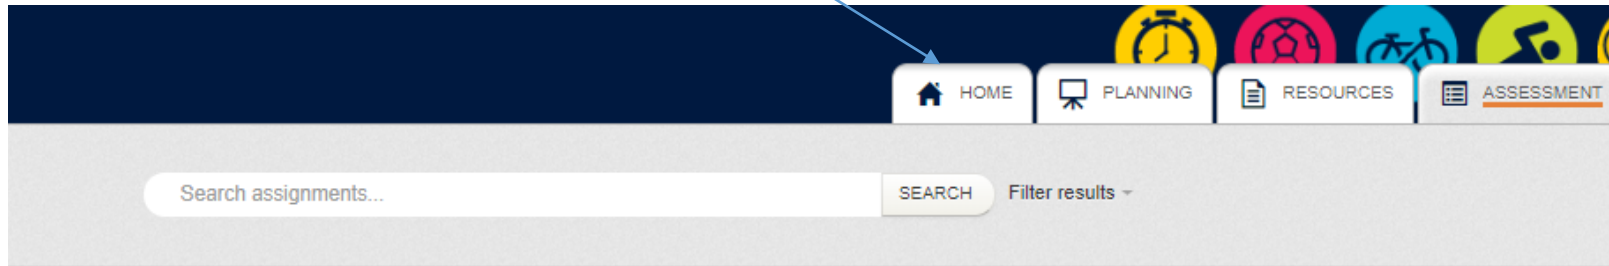 HOME PLANNING RESOURCES ASSESSMENT
Search assignments... SEARCH Filter results